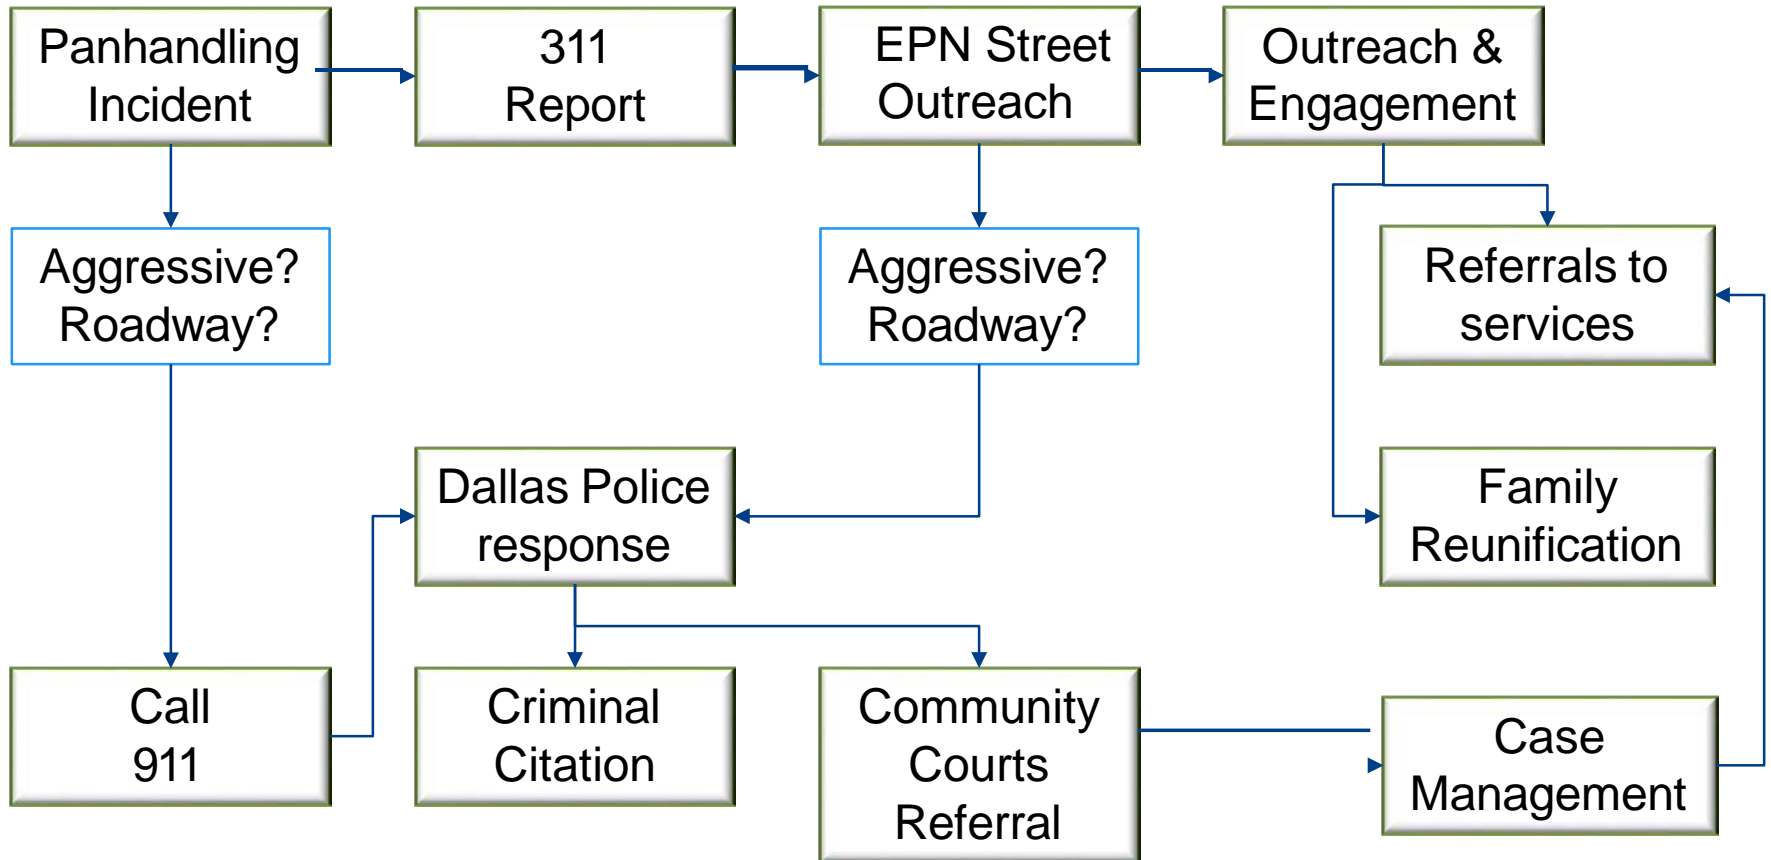 Panhandling
Incident
311
Report
EPN Street
Outreach
Outreach &
Engagement
Aggressive?
Roadway?
Aggressive?
Roadway?
Referrals to
services
Dallas Police
response
Family
Reunification
Call
911
Criminal
Citation
Community
Courts
Referral
Case
Management